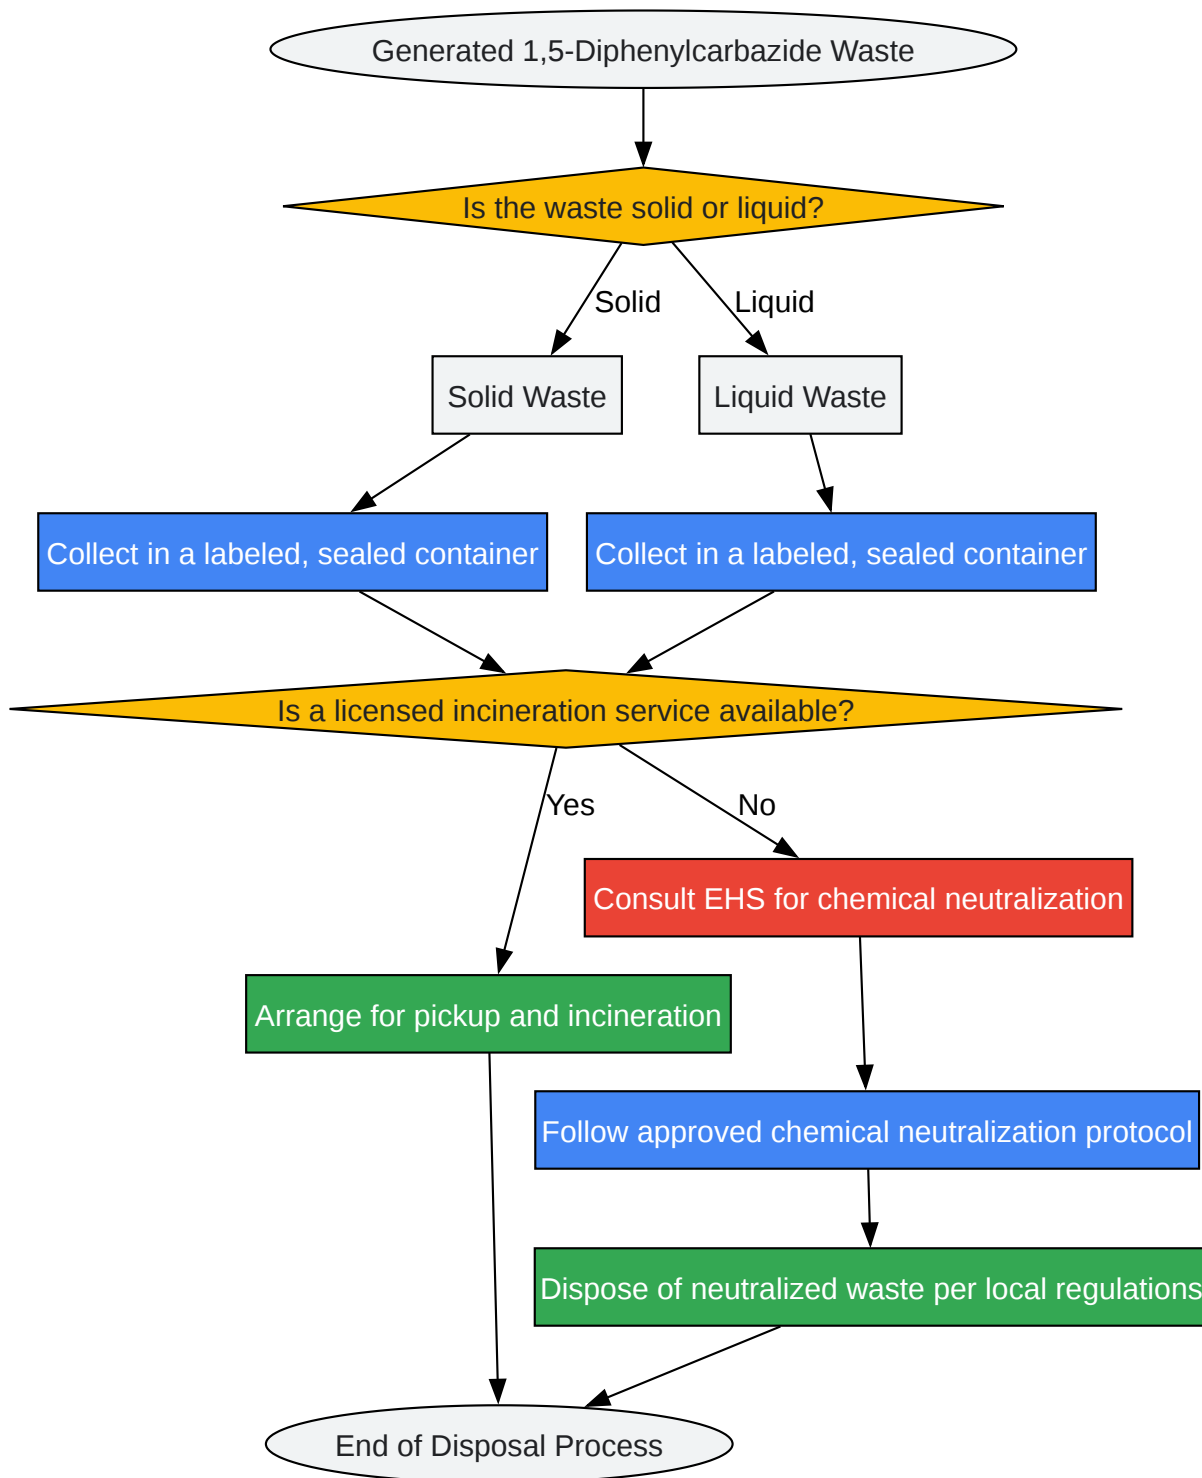 Generated 1,5-Diphenylcarbazide Waste
Is the waste solid or liquid?
Solid
Liquid
Solid Waste
Liquid Waste
Collect in a labeled, sealed container
Collect in a labeled, sealed container
Is a licensed incineration service available?
Yes
No
Consult EHS for chemical neutralization
Arrange for pickup and incineration
Follow approved chemical neutralization protocol
Dispose of neutralized waste per local regulations
End of Disposal Process